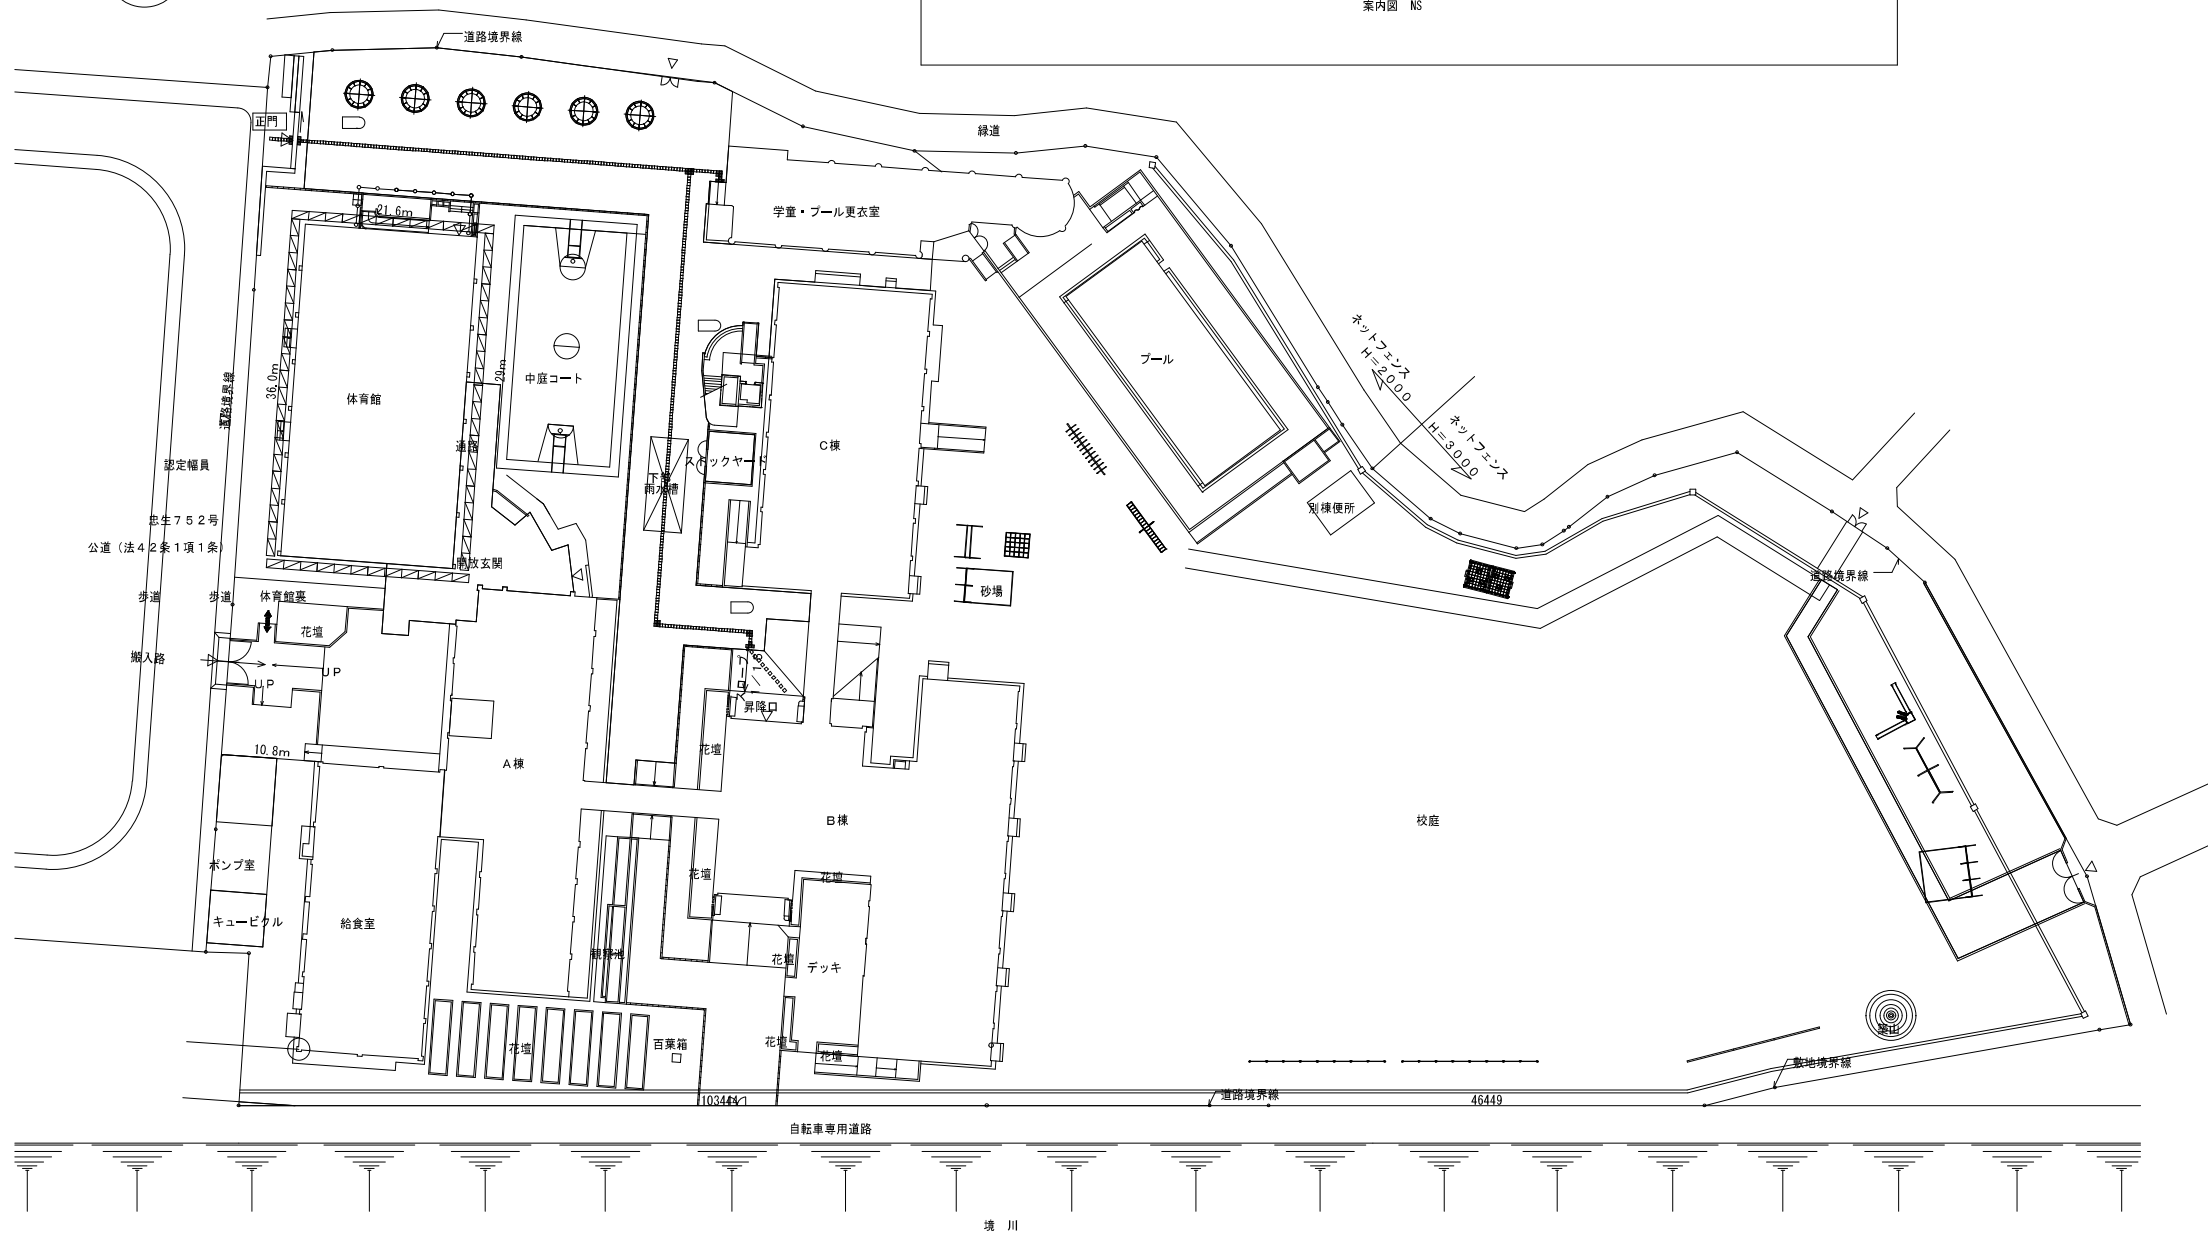 案内図　NS
道路境界線
正門
緑道
21.6m
学童・プール更衣室
ネットフェンス
H=2000
プール
29m
中庭コート
36.0m
体育館
道路境界線
ネットフェンス
H=3000
通路
C棟
ストックヤード
認定幅員
下部
雨水槽
別棟便所
忠生752号
公道（法42条1項1条）
開放玄関
道路境界線
砂場
歩道
歩道
体育館裏
花壇
搬入路
UP
UP
スロープ
1/12
昇降口
10.8m
花壇
A棟
B棟
校庭
ポンプ室
花壇
花壇
キュービクル
給食室
観察池
花壇
デッキ
築山
花壇
百葉箱
花壇
花壇
敷地境界線
103444
道路境界線
46449
自転車専用道路
境　川